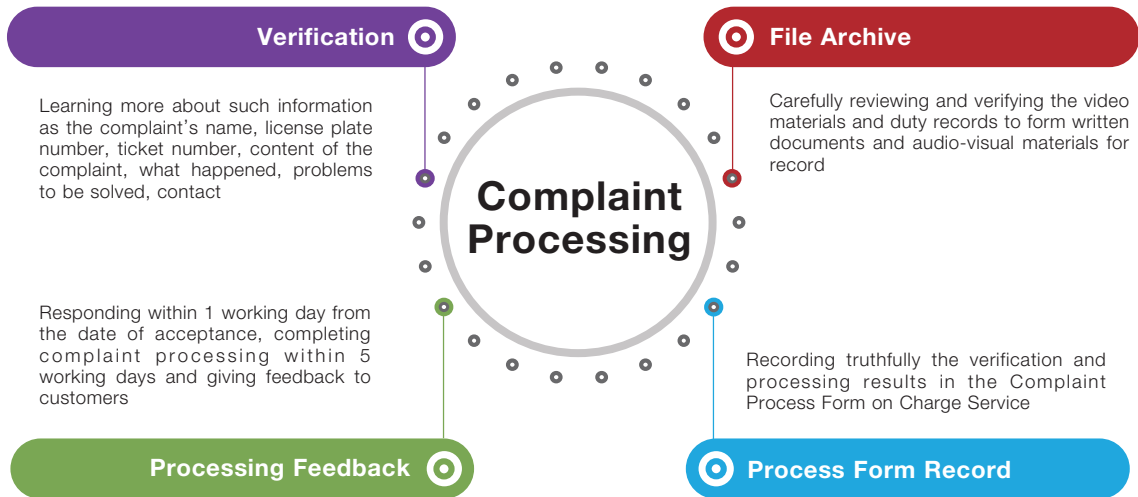 Verification
Learning more about such information
as the complaint’s name, license plate
number, ticket number, content of the
complaint, what happened, problems
to be solved, contact
File Archive
Carefully reviewing and verifying the video
materials and duty records to form written
documents and audio-visual materials for
record
Complaint
Processing
Responding within 1 working day from
the date of acceptance, completing
complaint processing within 5
working days and giving feedback to
customers
Processing Feedback
Recording truthfully the verification and
processing results in the Complaint
Process Form on Charge Service
Process Form Record